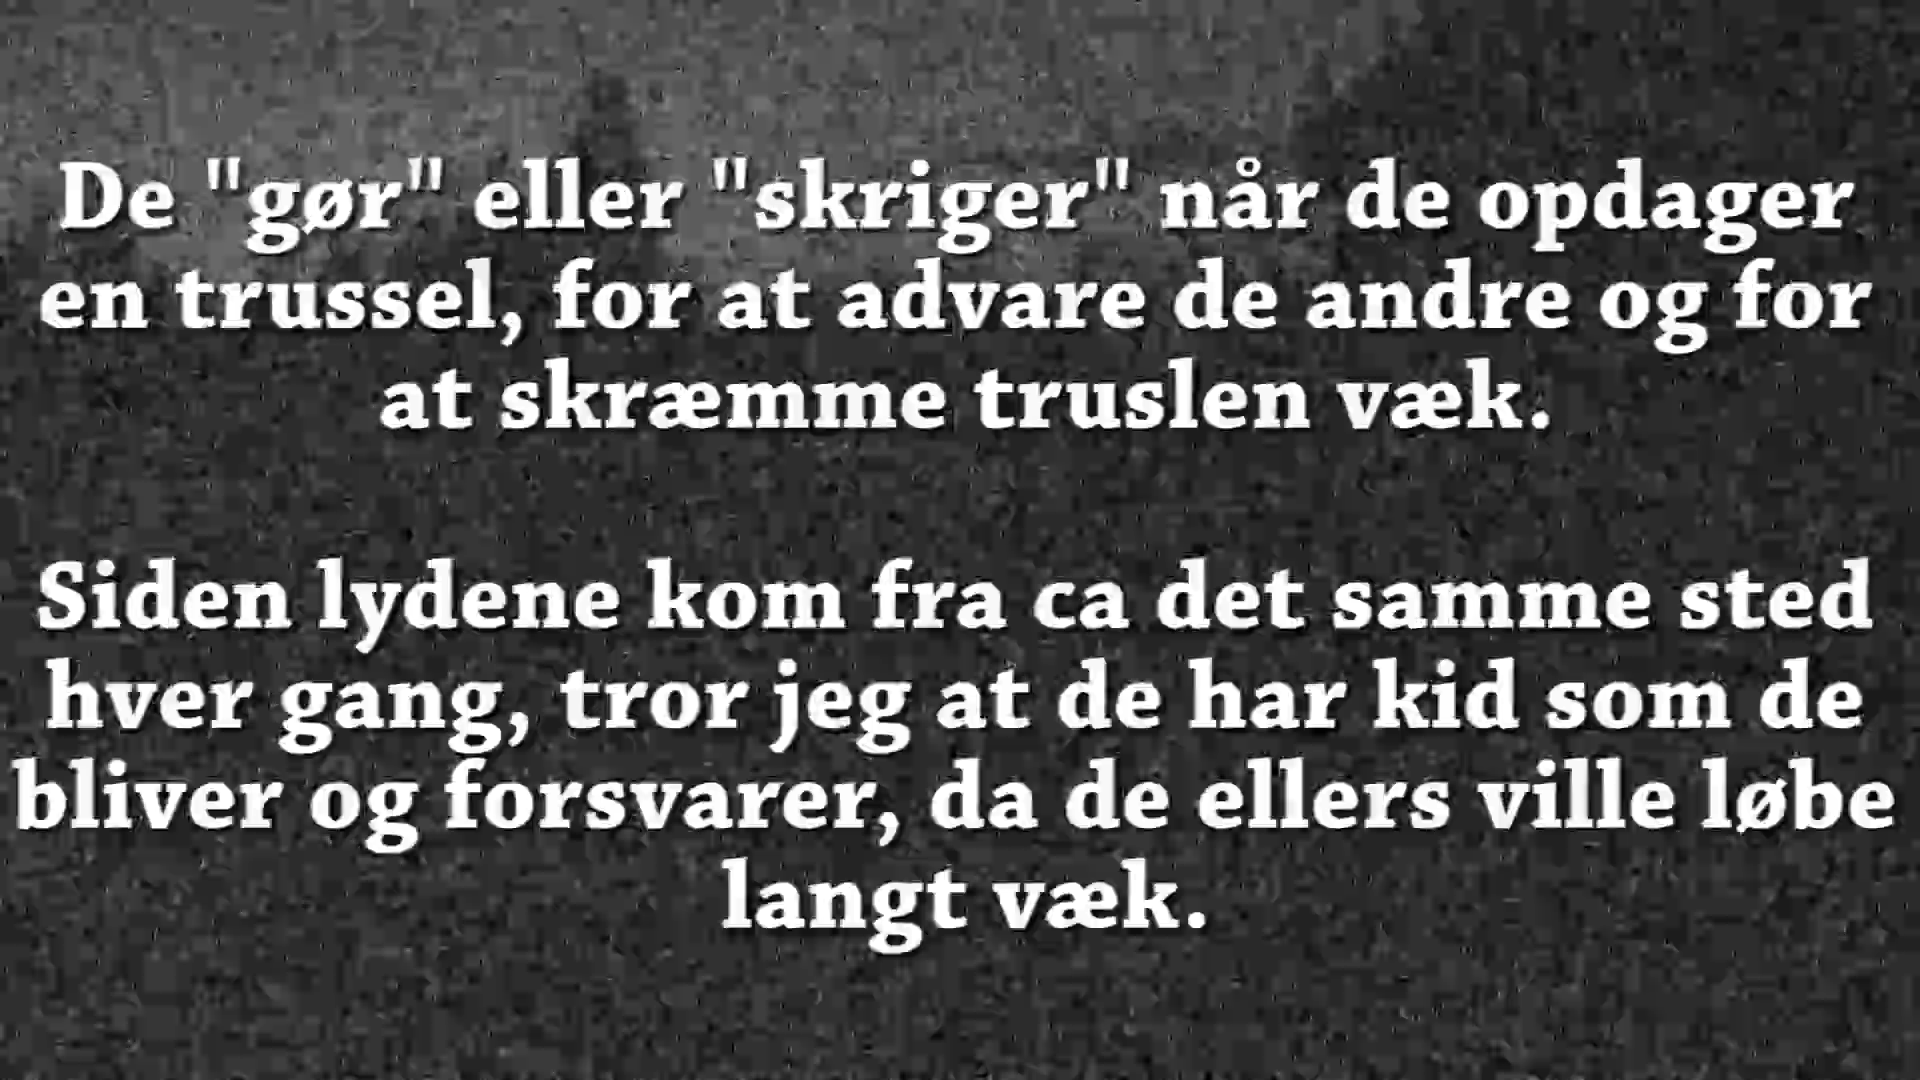 De "gør" eller "skriger" når de opdager
en trussel, for at advare de andre og for
at skræmme truslen væk.
Siden lydene kom fra ca det samme sted
hver gang, tror jeg at de har kid som de
bliver og forsvarer, da de ellers ville løbe
langt væk.